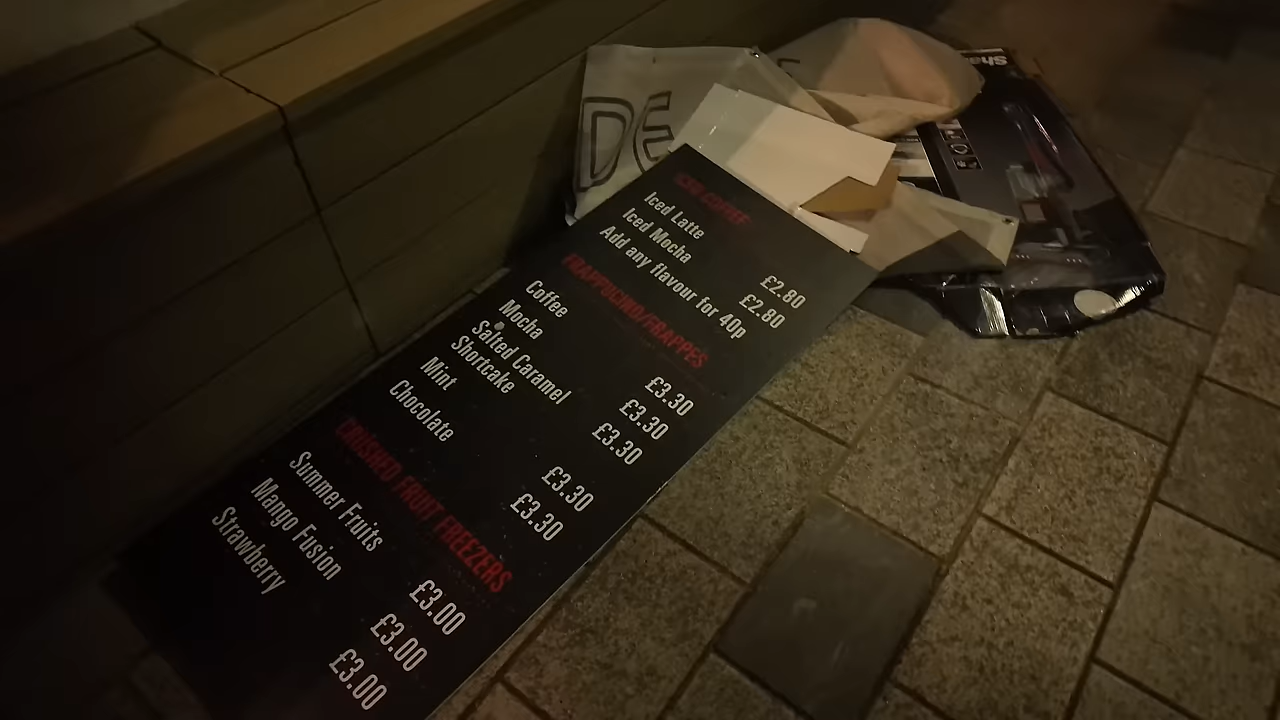 ICED COFFEE
Iced Latte £2.80
Iced Mocha £2.80
Add any flavour for 40p
FRAPPUCINO/FRAPPES
Coffee £3.30
Mocha £3.30
Salted Caramel £3.30
Shortcake
Mint £3.30
Chocolate £3.30
CRUSHED FRUIT FREEZERS
Summer Fruits £3.00
Mango Fusion £3.00
Strawberry £3.00
DE